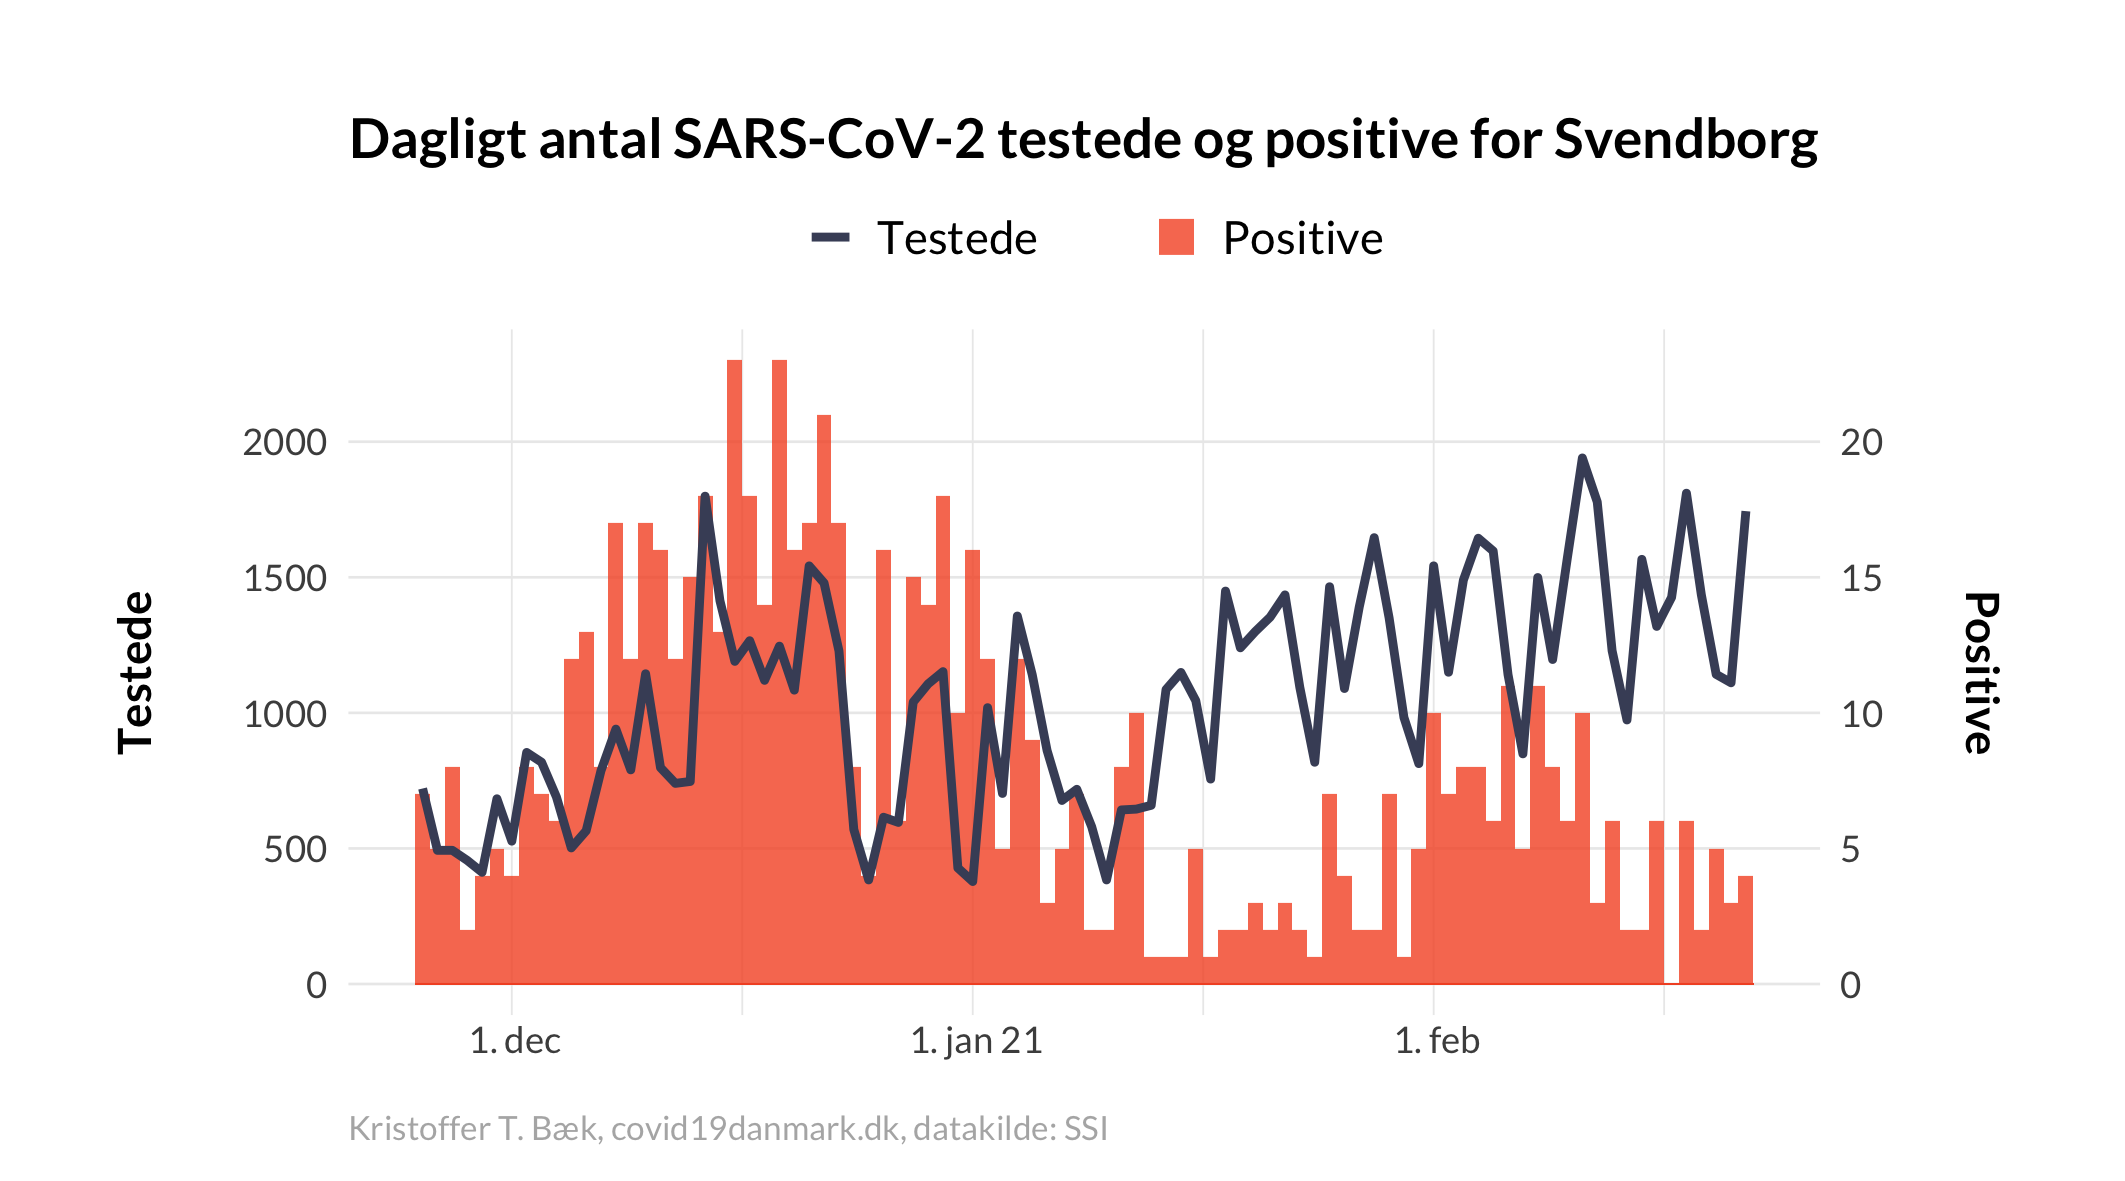 Dagligt antal SARS-CoV-2 testede og positive for Svendborg
Testede Positive
2000 20
1500 15
1000 10
500 5
0 0
Testede
Positive
1. dec 1. jan 21 1. feb
Kristoffer T. Bæk, covid19danmark.dk, datakilde: SSI